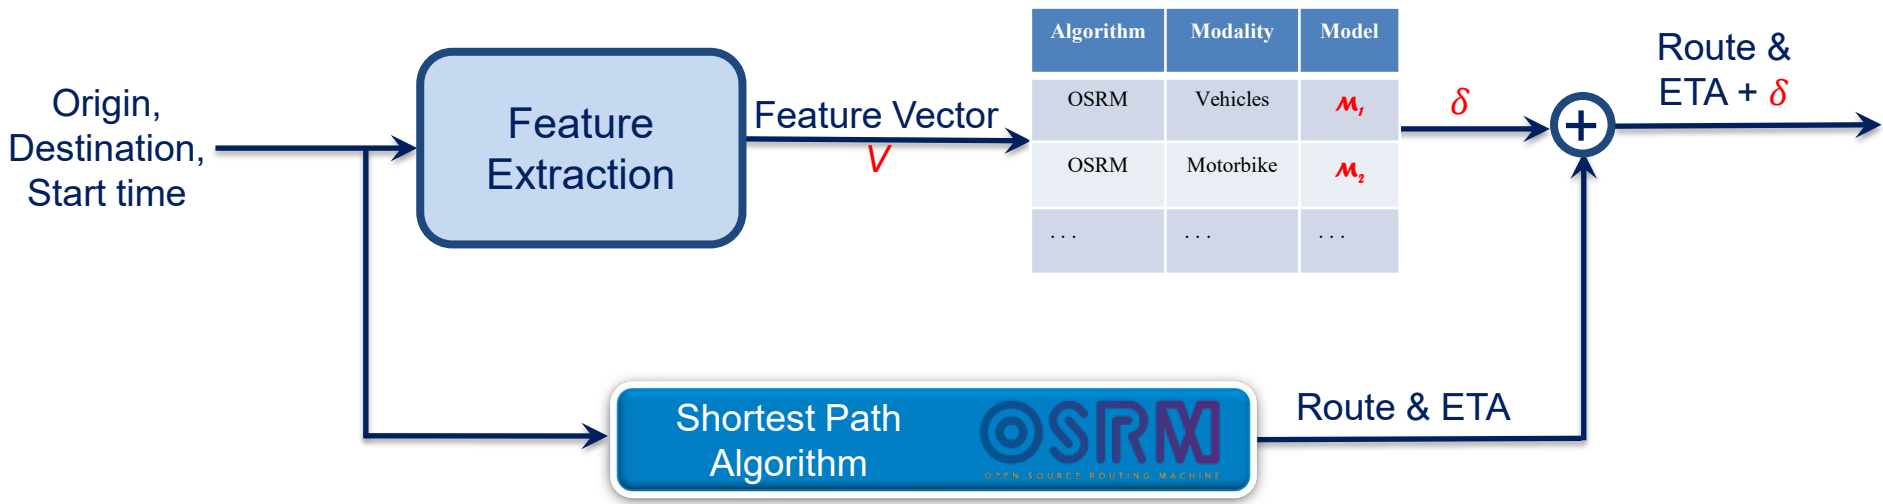 Origin,
Destination,
Start time
Feature
Extraction
Feature Vector
V
Algorithm Modality Model
OSRM Vehicles M₁
OSRM Motorbike M₂
. . . . . . . . .
δ
+
Route &
ETA + δ
Shortest Path
Algorithm
OSRM
OPEN SOURCE ROUTING MACHINE
Route & ETA